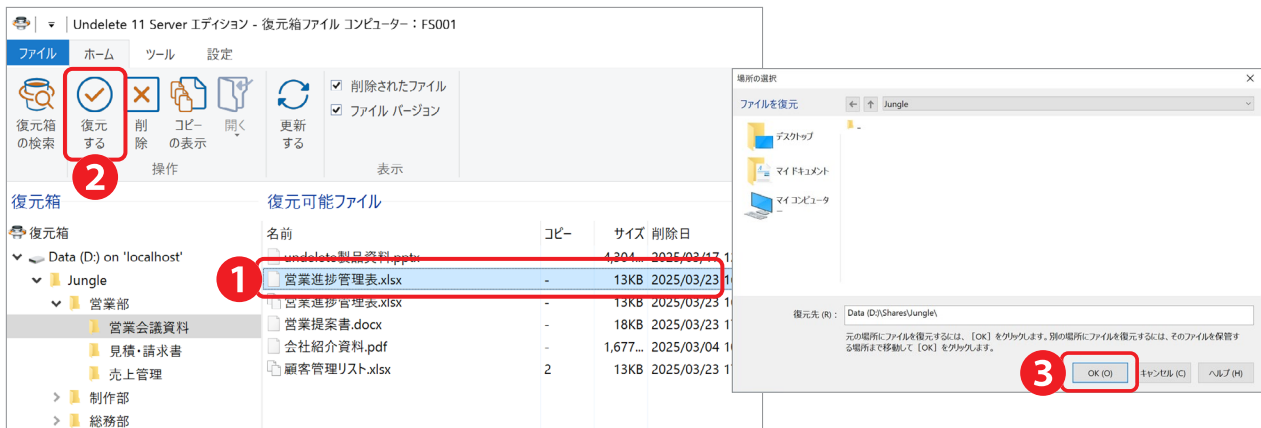 Undelete 11 Server エディション - 復元箱ファイル コンピューター：FS001
ファイル ホーム ツール 設定
復元箱の検索
復元する
削除
コピーの表示
開く
更新する
削除されたファイル
ファイル バージョン
操作
表示
2
復元箱
復元箱
Data (D:) on 'localhost'
Jungle
営業部
営業会議資料
見積・請求書
売上管理
制作部
総務部
復元可能ファイル
名前 コピー サイズ 削除日
undelete製品資料.pptx 4,304... 2025/03/17 1
1
営業進捗管理表.xlsx - 13KB 2025/03/23
営業進捗管理表.xlsx - 13KB 2025/03/23
営業提案書.docx - 18KB 2025/03/23 1
会社紹介資料.pdf - 1,677... 2025/03/04 1
顧客管理リスト.xlsx 2 13KB 2025/03/23 1
場所の選択
ファイルを復元
Jungle
デスクトップ
マイ ドキュメント
マイ コンピュータ
ー
復元先 (R)： Data (D:)\Shares\Jungle\
元の場所にファイルを復元するには、［OK］をクリックします。別の場所にファイルを復元するには、そのファイルを保管す
る場所まで移動して［OK］をクリックします。
3
OK (O) キャンセル (C) ヘルプ (H)